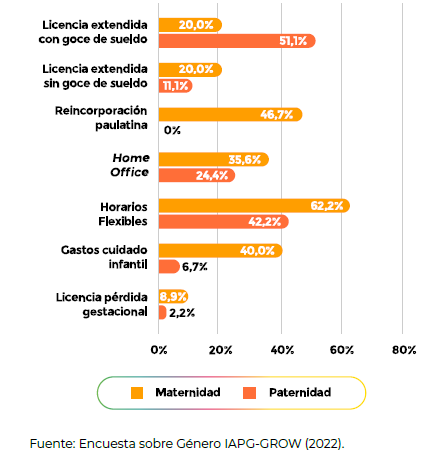 Licencia extendida
con goce de sueldo
20,0%
51,1%
Licencia extendida
sin goce de sueldo
20,0%
11,1%
Reincorporación
paulatina
46,7%
0%
Home
Office
35,6%
24,4%
Horarios
Flexibles
62,2%
42,2%
Gastos cuidado
infantil
40,0%
6,7%
Licencia pérdida
gestacional
8,9%
2,2%
0% 20% 40% 60% 80%
Maternidad Paternidad
Fuente: Encuesta sobre Género IAPG-GROW (2022).